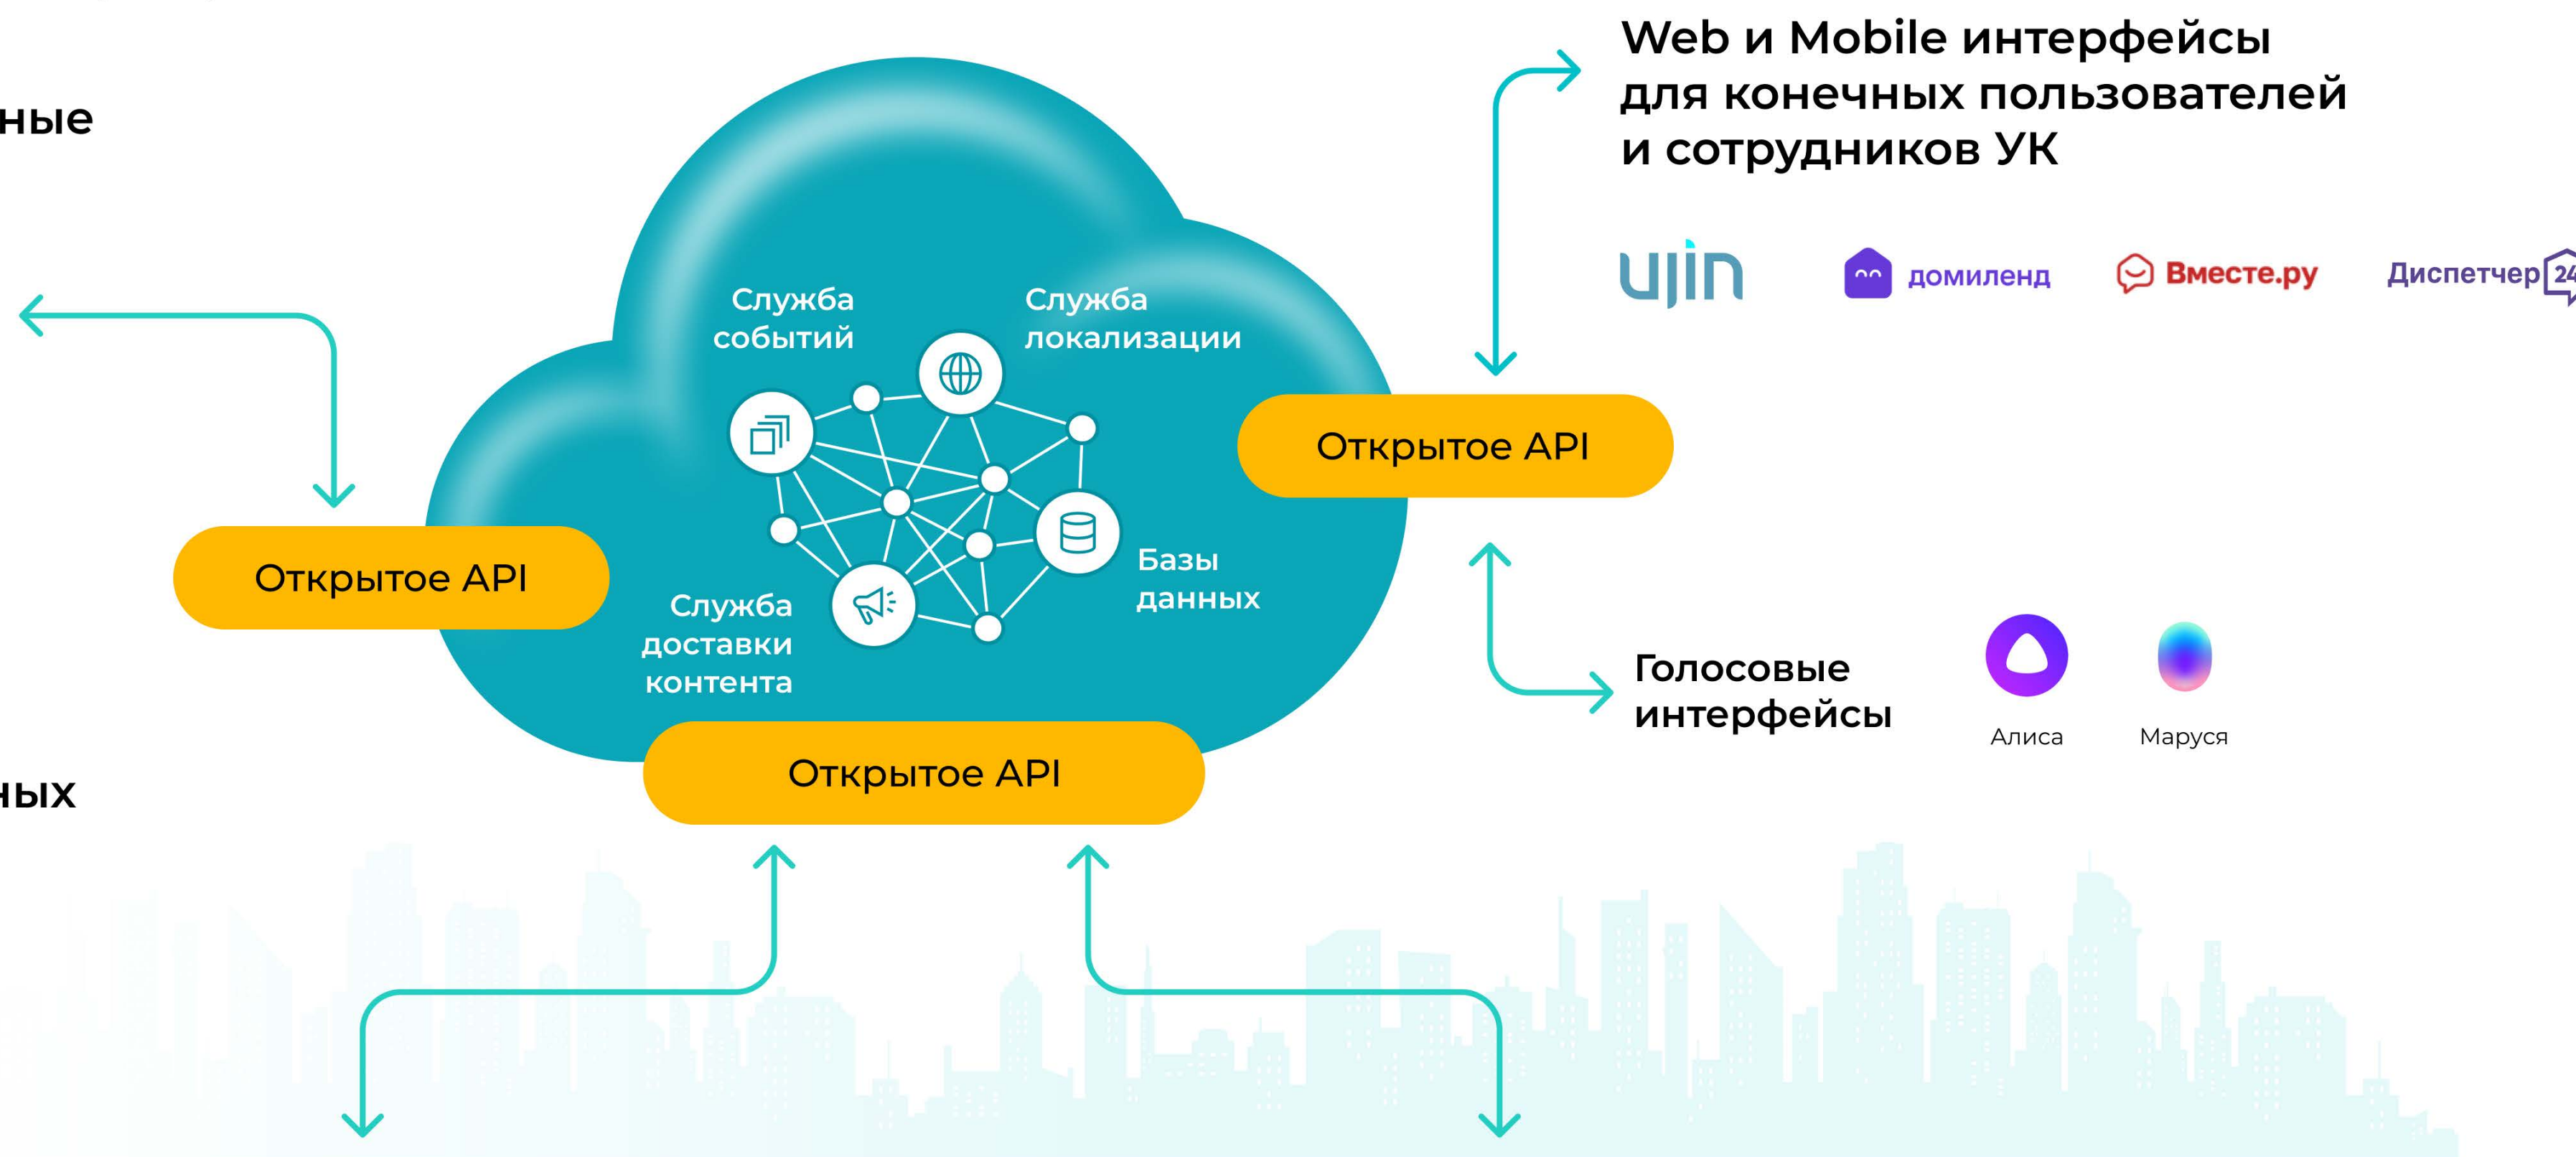 Web и Mobile интерфейсы
для конечных пользователей
и сотрудников УК
ные
ujin
домиленд
Вместе.ру
Диспетчер 24
Служба
событий
Служба
локализации
Открытое API
Открытое API
Базы
данных
Служба
доставки
контента
Голосовые
интерфейсы
Алиса
Маруся
Открытое API
ных